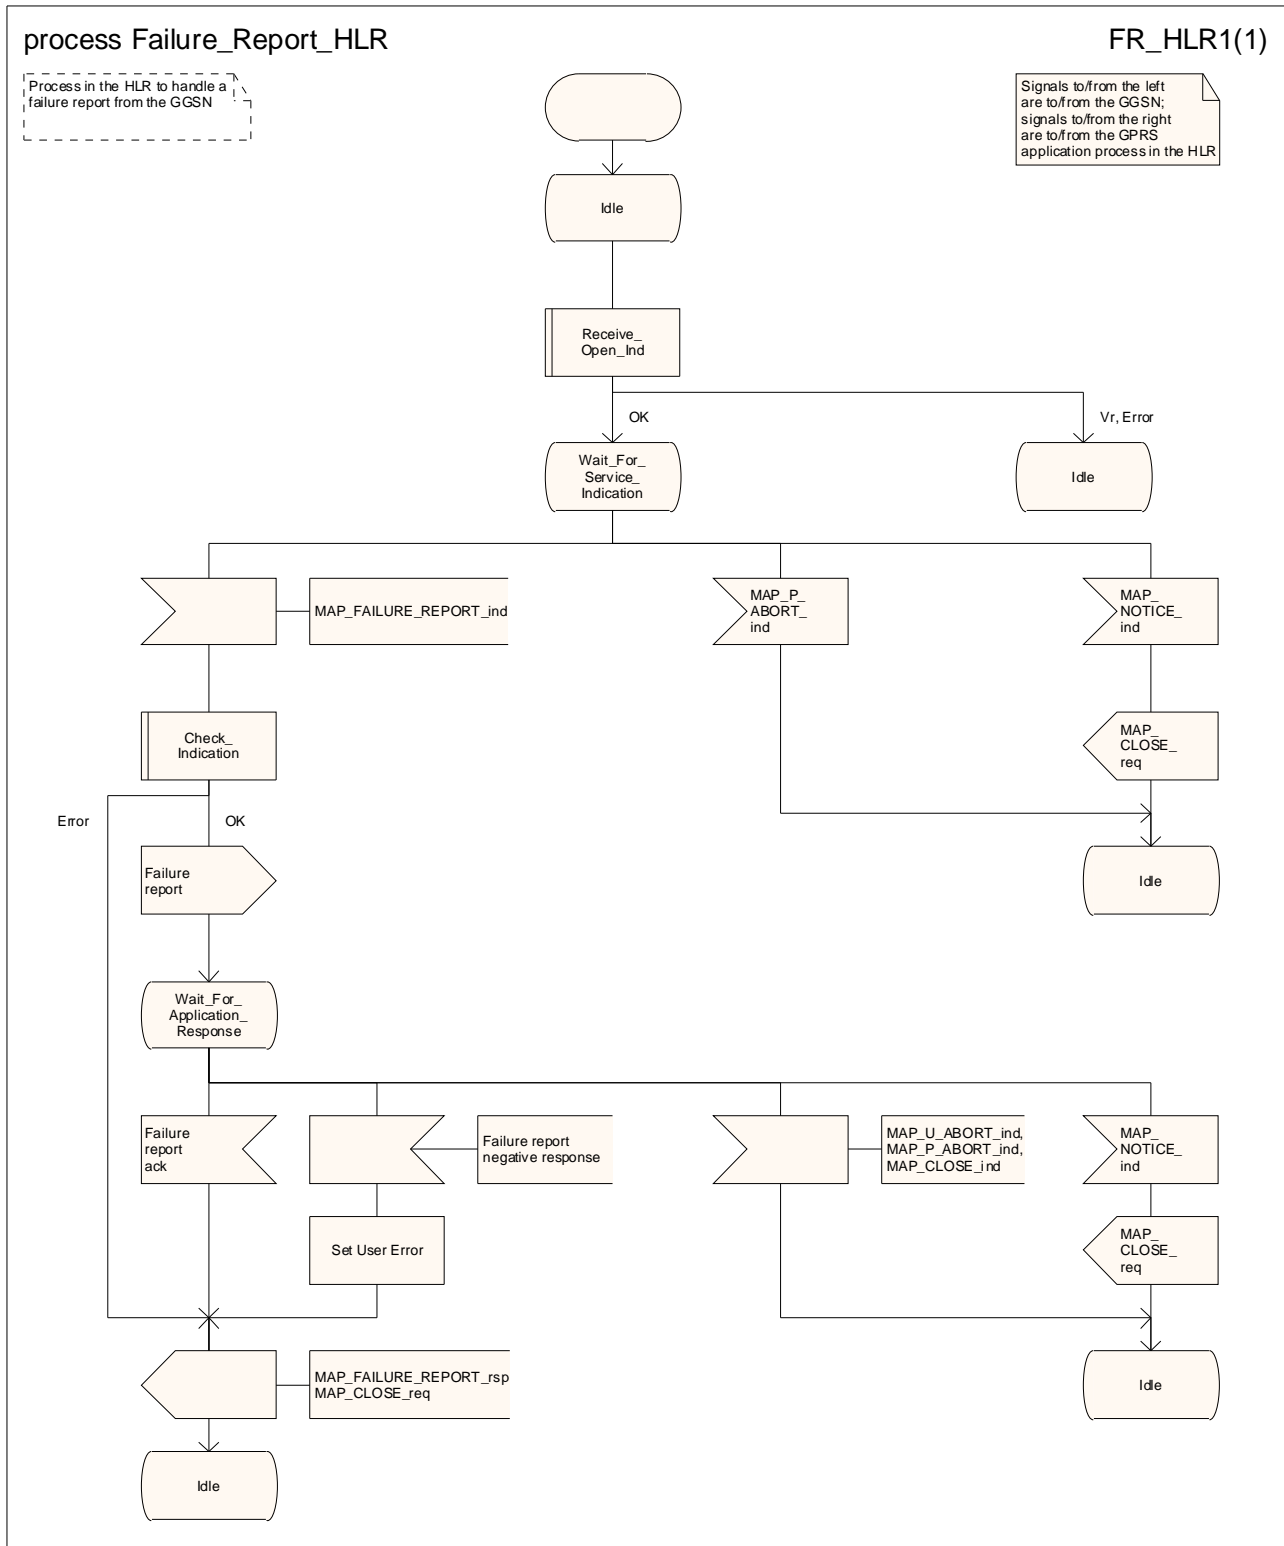 process Failure_Report_HLR
FR_HLR1(1)
Process in the HLR to handle a
failure report from the GGSN
Signals to/from the left
are to/from the GGSN;
signals to/from the right
are to/from the GPRS
application process in the HLR
Idle
Receive_
Open_Ind
OK
Vr, Error
Wait_For_
Service_
Indication
Idle
MAP_FAILURE_REPORT_ind
MAP_P_
ABORT_
ind
MAP_
NOTICE_
ind
Check_
Indication
MAP_
CLOSE_
req
Error
OK
Failure
report
Idle
Wait_For_
Application_
Response
Failure
report
ack
Failure report
negative response
MAP_U_ABORT_ind,
MAP_P_ABORT_ind,
MAP_CLOSE_ind
MAP_
NOTICE_
ind
Set User Error
MAP_
CLOSE_
req
MAP_FAILURE_REPORT_rsp
MAP_CLOSE_req
Idle
Idle